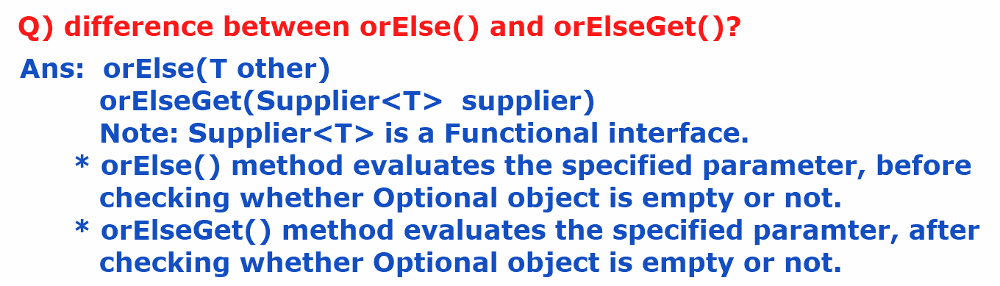 Q) difference between orElse() and orElseGet()?
Ans: orElse(T other)
orElseGet(Supplier<T> supplier)
Note: Supplier<T> is a Functional interface.
* orElse() method evaluates the specified parameter, before
checking whether Optional object is empty or not.
* orElseGet() method evaluates the specified paramter, after
checking whether Optional object is empty or not.